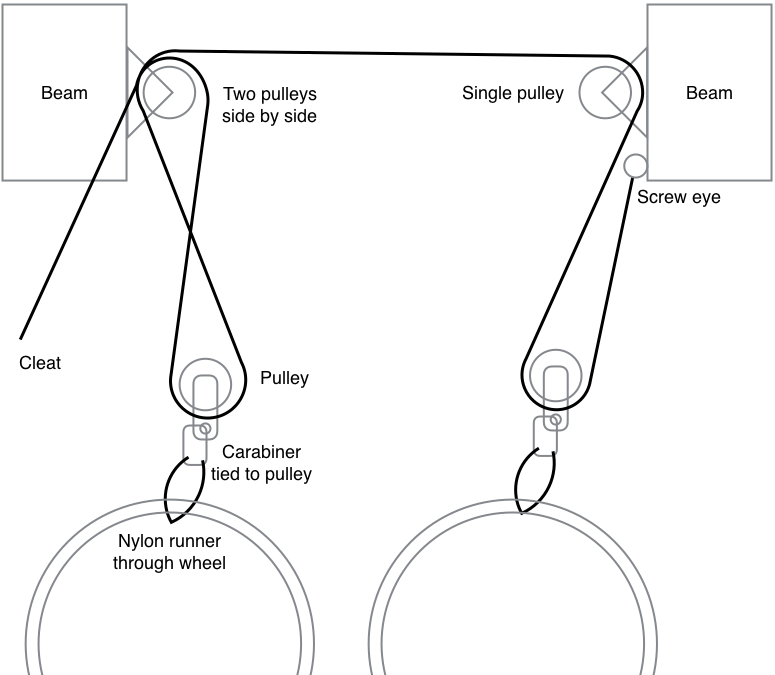 Beam
Two pulleys
side by side
Single pulley
Beam
Screw eye
Cleat
Pulley
Carabiner
tied to pulley
Nylon runner
through wheel